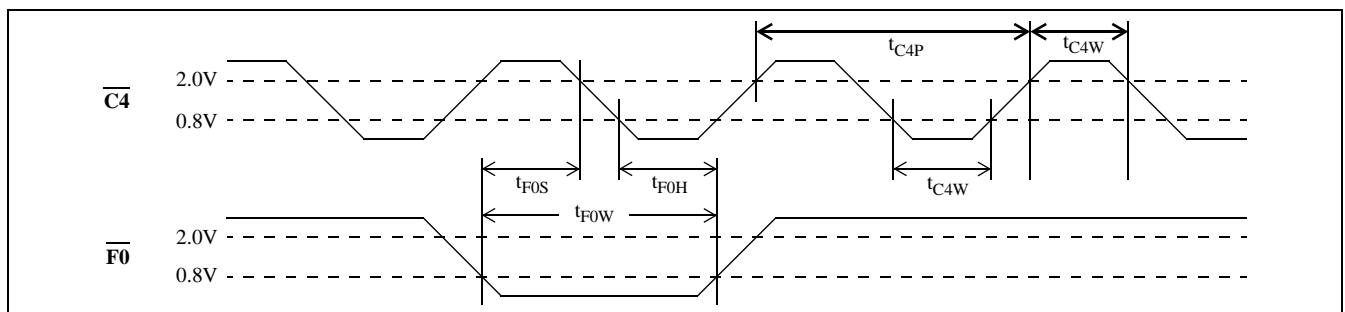 tC4P tC4W
2.0V
C4
0.8V
tF0S tF0H tC4W
tF0W
2.0V
F0
0.8V